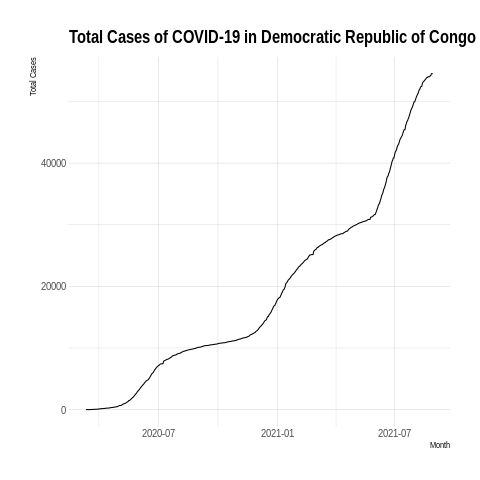 Total Cases of COVID-19 in Democratic Republic of Congo
Total Cases
40000
20000
0
2020-07
2021-01
2021-07
Month